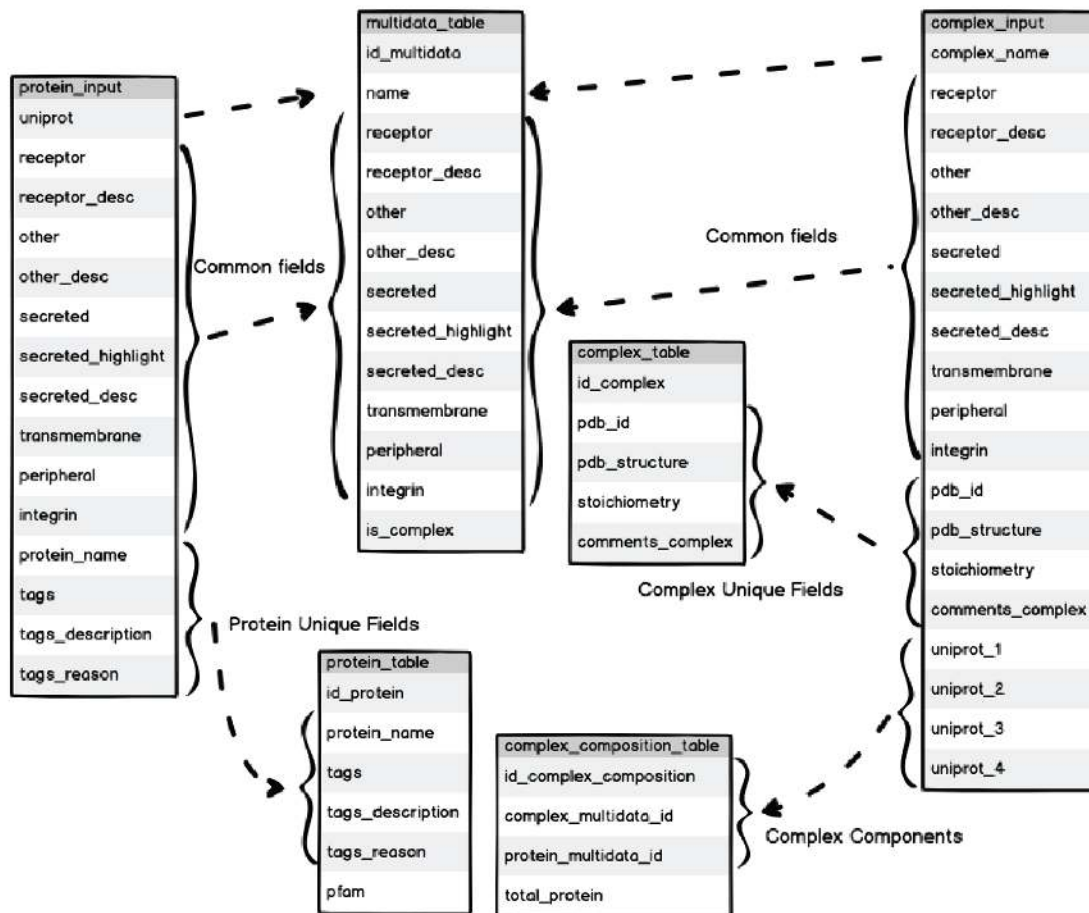 protein_input
uniprot
receptor
receptor_desc
other
other_desc
secreted
secreted_highlight
secreted_desc
transmembrane
peripheral
integrin
protein_name
tags
tags_description
tags_reason
Common fields
Protein Unique Fields
multidata_table
id_multidata
name
receptor
receptor_desc
other
other_desc
secreted
secreted_highlight
secreted_desc
transmembrane
peripheral
integrin
is_complex
protein_table
id_protein
protein_name
tags
tags_description
tags_reason
pfam
complex_table
id_complex
pdb_id
pdb_structure
stoichiometry
comments_complex
Complex Unique Fields
complex_composition_table
id_complex_composition
complex_multidata_id
protein_multidata_id
total_protein
Common fields
Complex Components
complex_input
complex_name
receptor
receptor_desc
other
other_desc
secreted
secreted_highlight
secreted_desc
transmembrane
peripheral
integrin
pdb_id
pdb_structure
stoichiometry
comments_complex
uniprot_1
uniprot_2
uniprot_3
uniprot_4